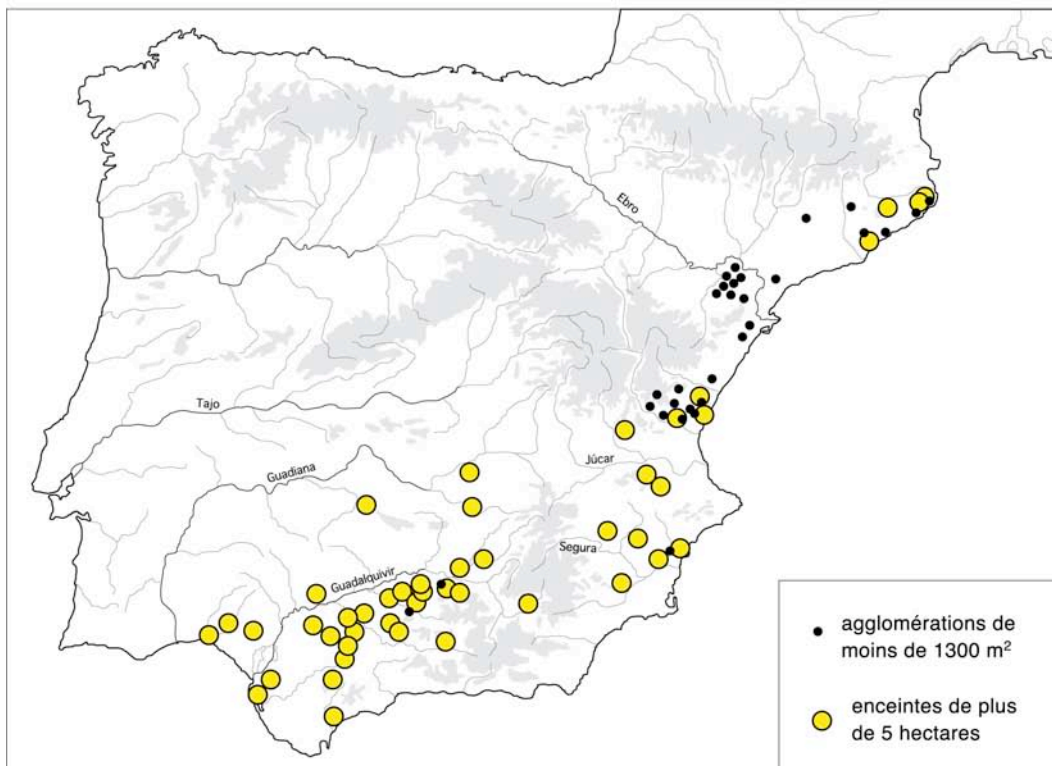 Ebro
Tajo
Guadiana
Júcar
Segura
Guadalquivir
agglomérations de
moins de 1300 m²
enceintes de plus
de 5 hectares